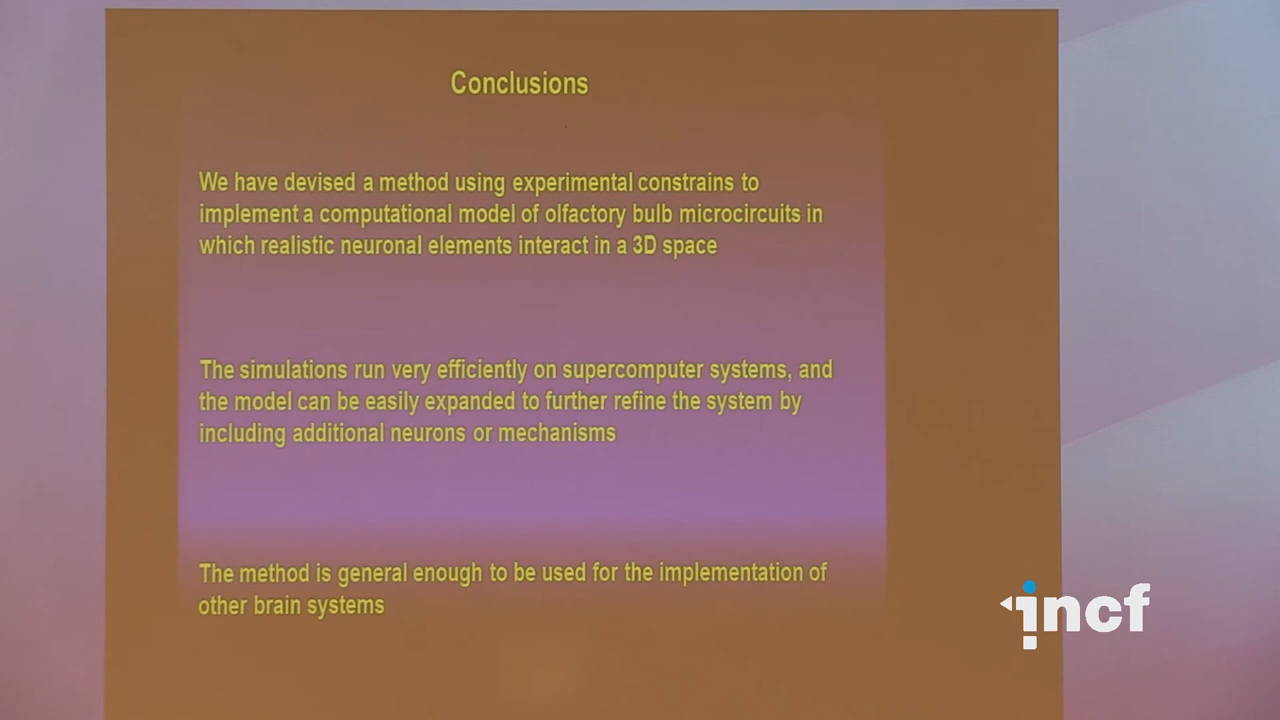 Conclusions
We have devised a method using experimental constrains to
implement a computational model of olfactory bulb microcircuits in
which realistic neuronal elements interact in a 3D space
The simulations run very efficiently on supercomputer systems, and
the model can be easily expanded to further refine the system by
including additional neurons or mechanisms
The method is general enough to be used for the implementation of
other brain systems
incf